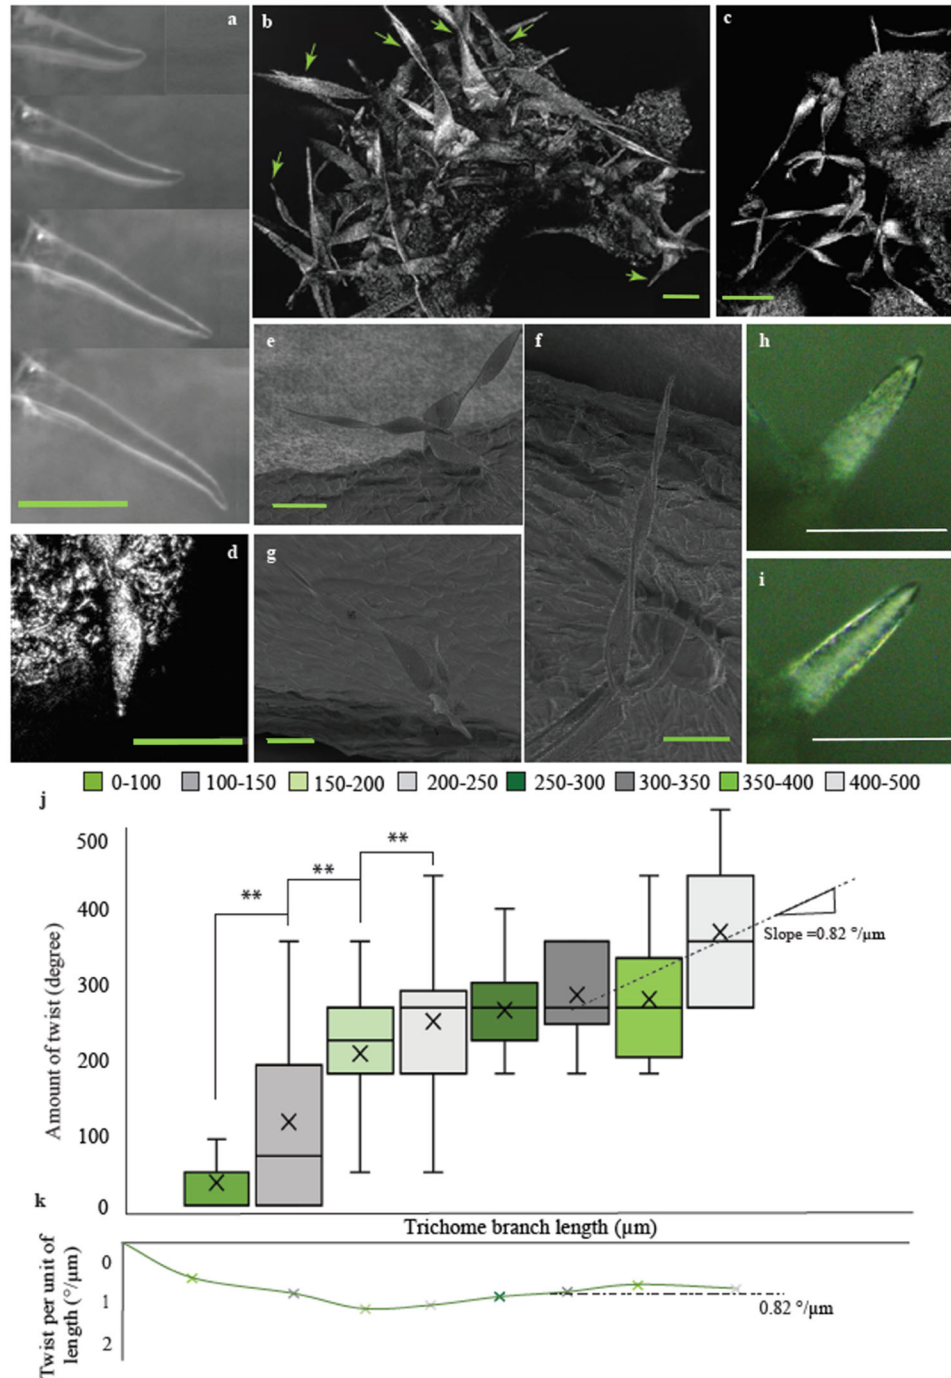 a
b
c
d
e
f
g
h
i
0-100 100-150 150-200 200-250 250-300 300-350 350-400 400-500
j
500
400
300
200
100
0
Amount of twist (degree)
**
**
**
Slope =0.82 °/µm
Trichome branch length (µm)
k
0
1
2
Twist per unit of
length (°/µm)
0.82 °/µm